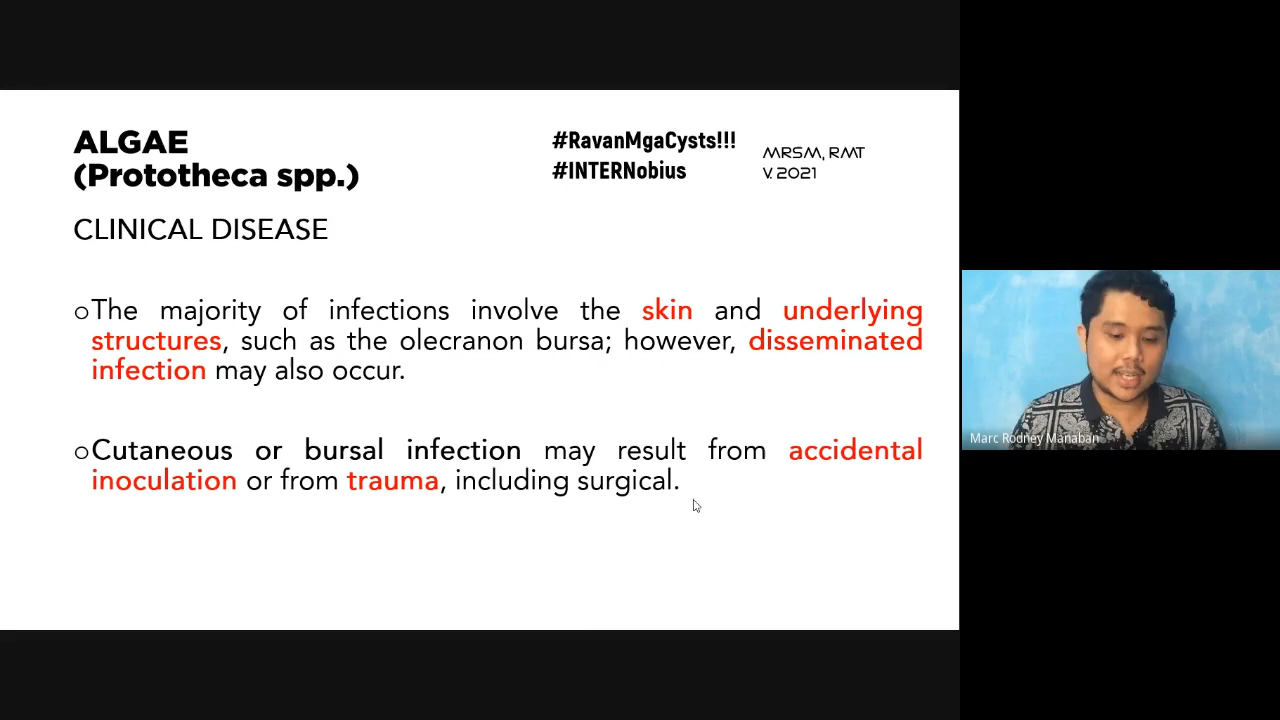 ALGAE
(Prototheca spp.)
#RavanMgaCysts!!!
#INTERNobius
MRSM, RMT
V. 2021
CLINICAL DISEASE
oThe majority of infections involve the skin and underlying
structures, such as the olecranon bursa; however, disseminated
infection may also occur.
oCutaneous or bursal infection may result from accidental
inoculation or from trauma, including surgical.
Marc Rodney Manaban